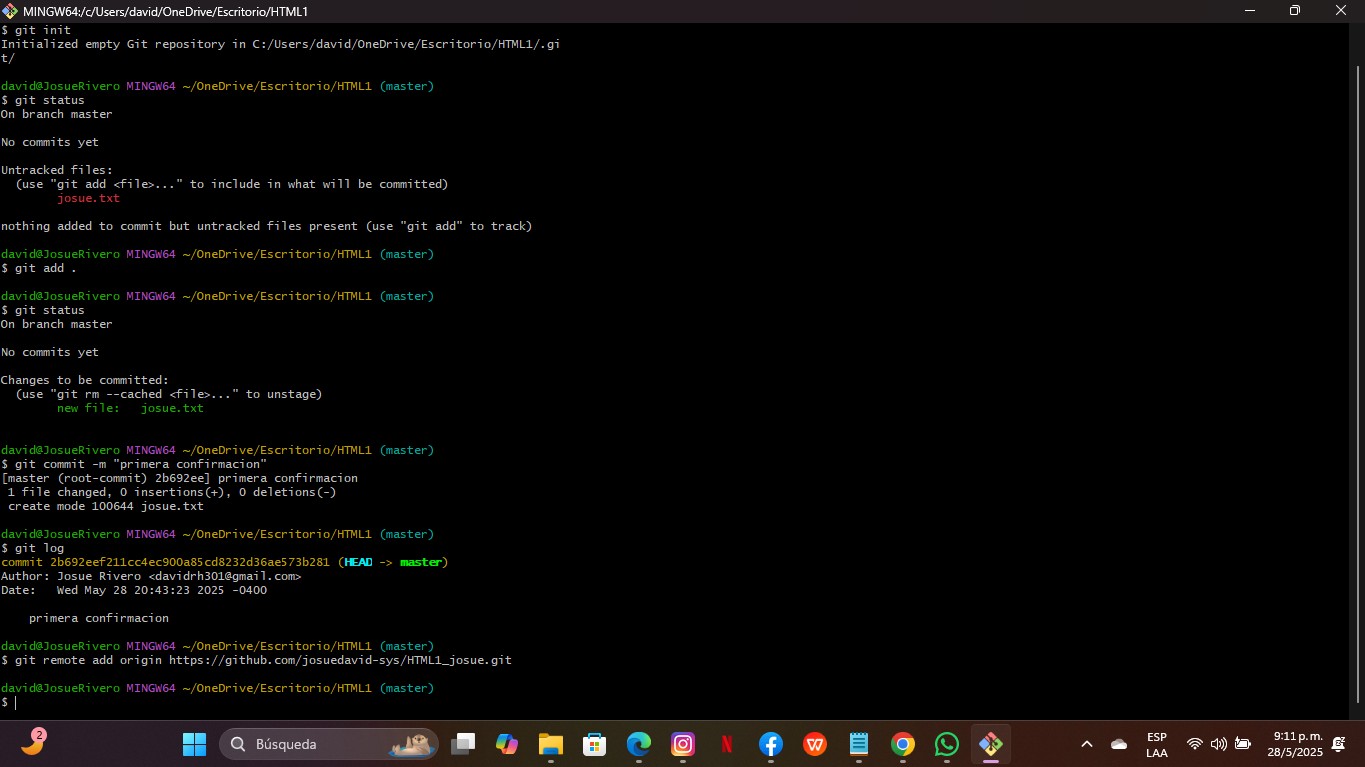 MINGW64:/c/Users/david/OneDrive/Escritorio/HTML1
$ git init
Initialized empty Git repository in C:/Users/david/OneDrive/Escritorio/HTML1/.gi
t/
david@JosueRivero MINGW64 ~/OneDrive/Escritorio/HTML1 (master)
$ git status
On branch master
No commits yet
Untracked files:
(use "git add <file>..." to include in what will be committed)
josue.txt
nothing added to commit but untracked files present (use "git add" to track)
david@JosueRivero MINGW64 ~/OneDrive/Escritorio/HTML1 (master)
$ git add .
david@JosueRivero MINGW64 ~/OneDrive/Escritorio/HTML1 (master)
$ git status
On branch master
No commits yet
Changes to be committed:
(use "git rm --cached <file>..." to unstage)
new file:   josue.txt
david@JosueRivero MINGW64 ~/OneDrive/Escritorio/HTML1 (master)
$ git commit -m "primera confirmacion"
[master (root-commit) 2b692ee] primera confirmacion
1 file changed, 0 insertions(+), 0 deletions(-)
create mode 100644 josue.txt
david@JosueRivero MINGW64 ~/OneDrive/Escritorio/HTML1 (master)
$ git log
commit 2b692eef211cc4ec900a85cd8232d36ae573b281 (HEAD -> master)
Author: Josue Rivero <davidrh301@gmail.com>
Date:   Wed May 28 20:43:23 2025 -0400
primera confirmacion
david@JosueRivero MINGW64 ~/OneDrive/Escritorio/HTML1 (master)
$ git remote add origin https://github.com/josuedavid-sys/HTML1_josue.git
david@JosueRivero MINGW64 ~/OneDrive/Escritorio/HTML1 (master)
$
2
Búsqueda
N
W
ESP
LAA
9:11 p.m.
28/5/2025